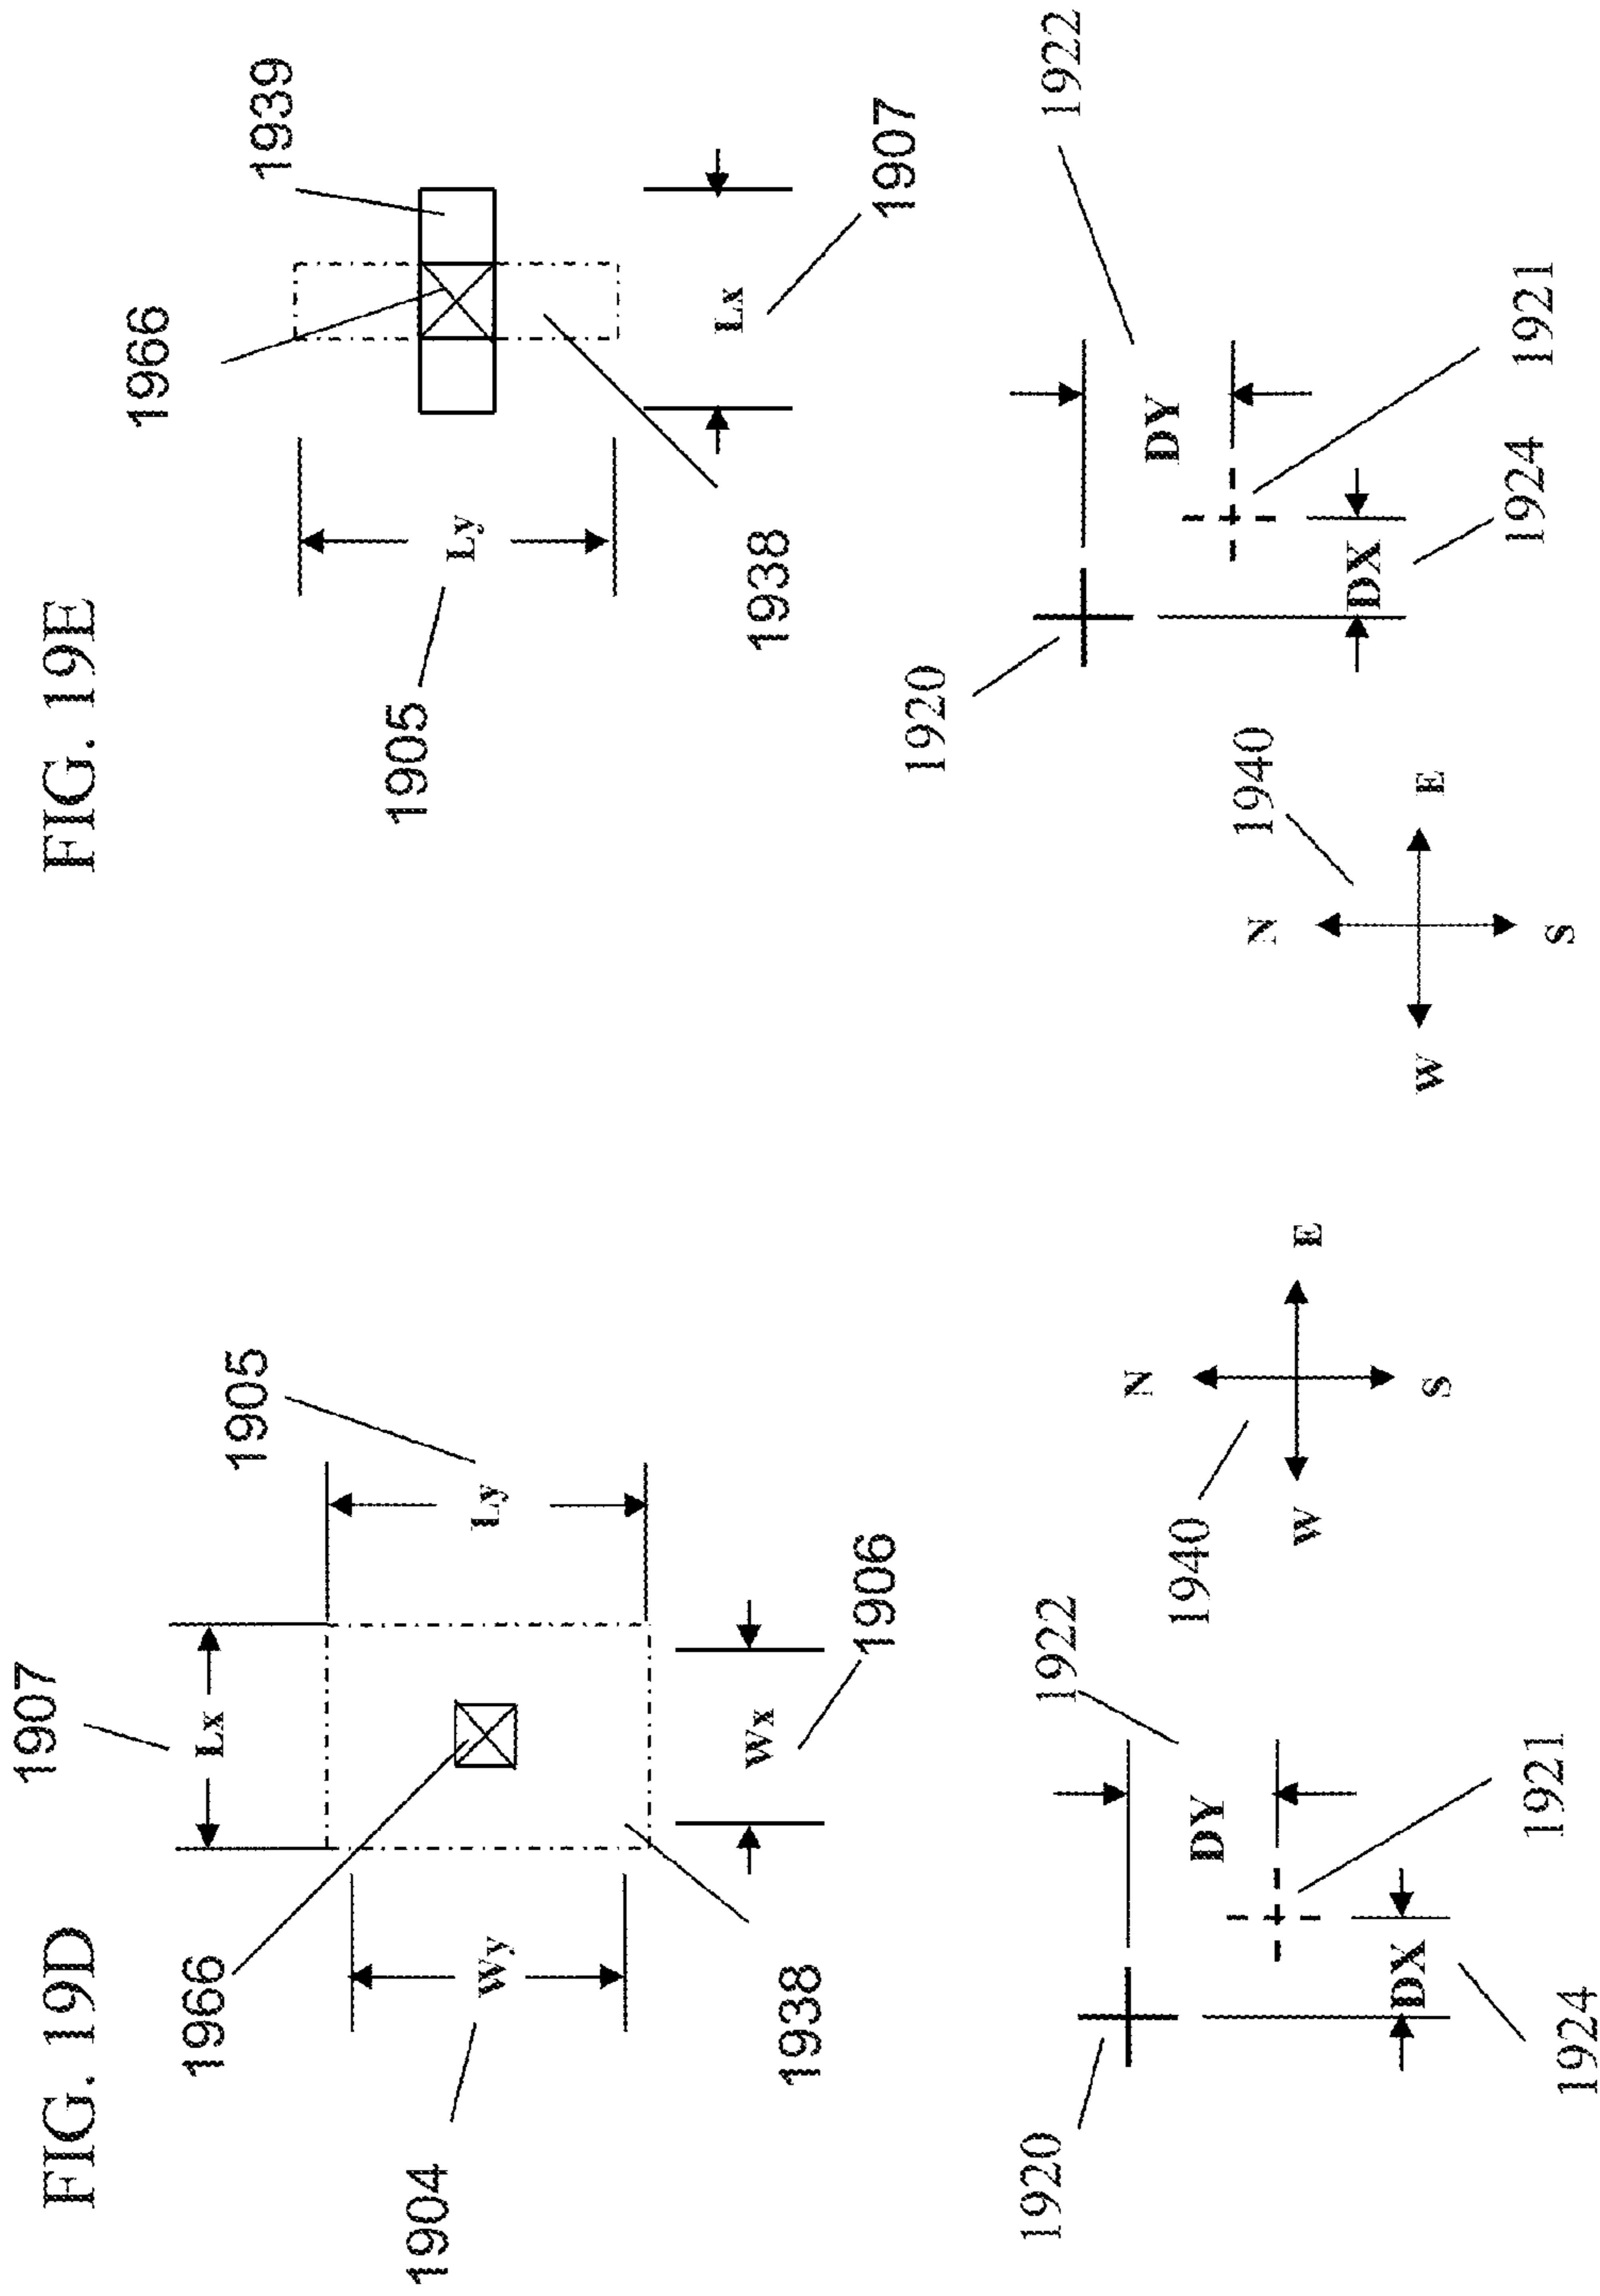 FIG. 19D
1907
Lx
1905
Ly
1966
Wy
1904
Wx
1906
1938
1920
1922
DY
1921
DX
1924
1940
N
W
E
S
FIG. 19E
1966
1939
Ly
1905
Lx
1907
1938
1920
1922
DY
1921
DX
1924
1940
N
W
E
S